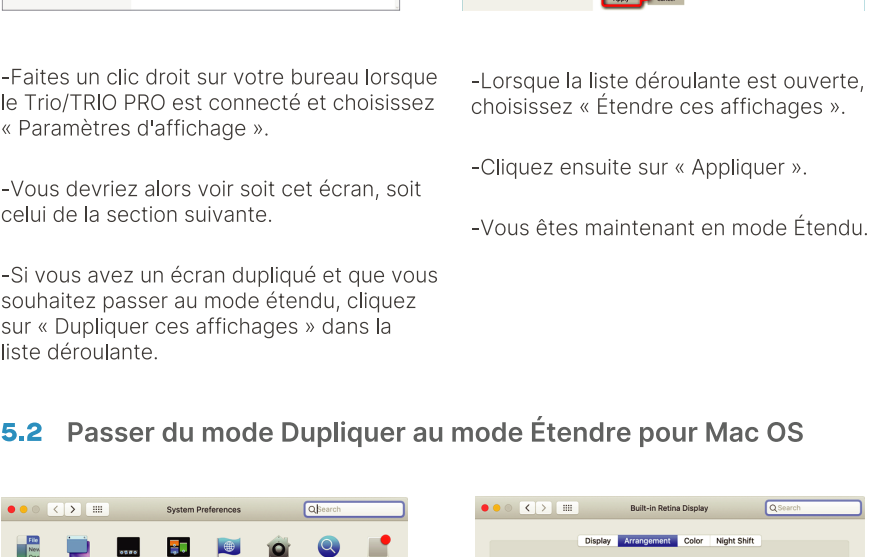 Apply Cancel
-Faites un clic droit sur votre bureau lorsque
le Trio/TRIO PRO est connecté et choisissez
« Paramètres d'affichage ».
-Vous devriez alors voir soit cet écran, soit
celui de la section suivante.
-Si vous avez un écran dupliqué et que vous
souhaitez passer au mode étendu, cliquez
sur « Dupliquer ces affichages » dans la
liste déroulante.
-Lorsque la liste déroulante est ouverte,
choisissez « Étendre ces affichages ».
-Cliquez ensuite sur « Appliquer ».
-Vous êtes maintenant en mode Étendu.
5.2 Passer du mode Dupliquer au mode Étendre pour Mac OS
System Preferences
Search
File
New
Built-in Retina Display
Search
Display Arrangement Color Night Shift